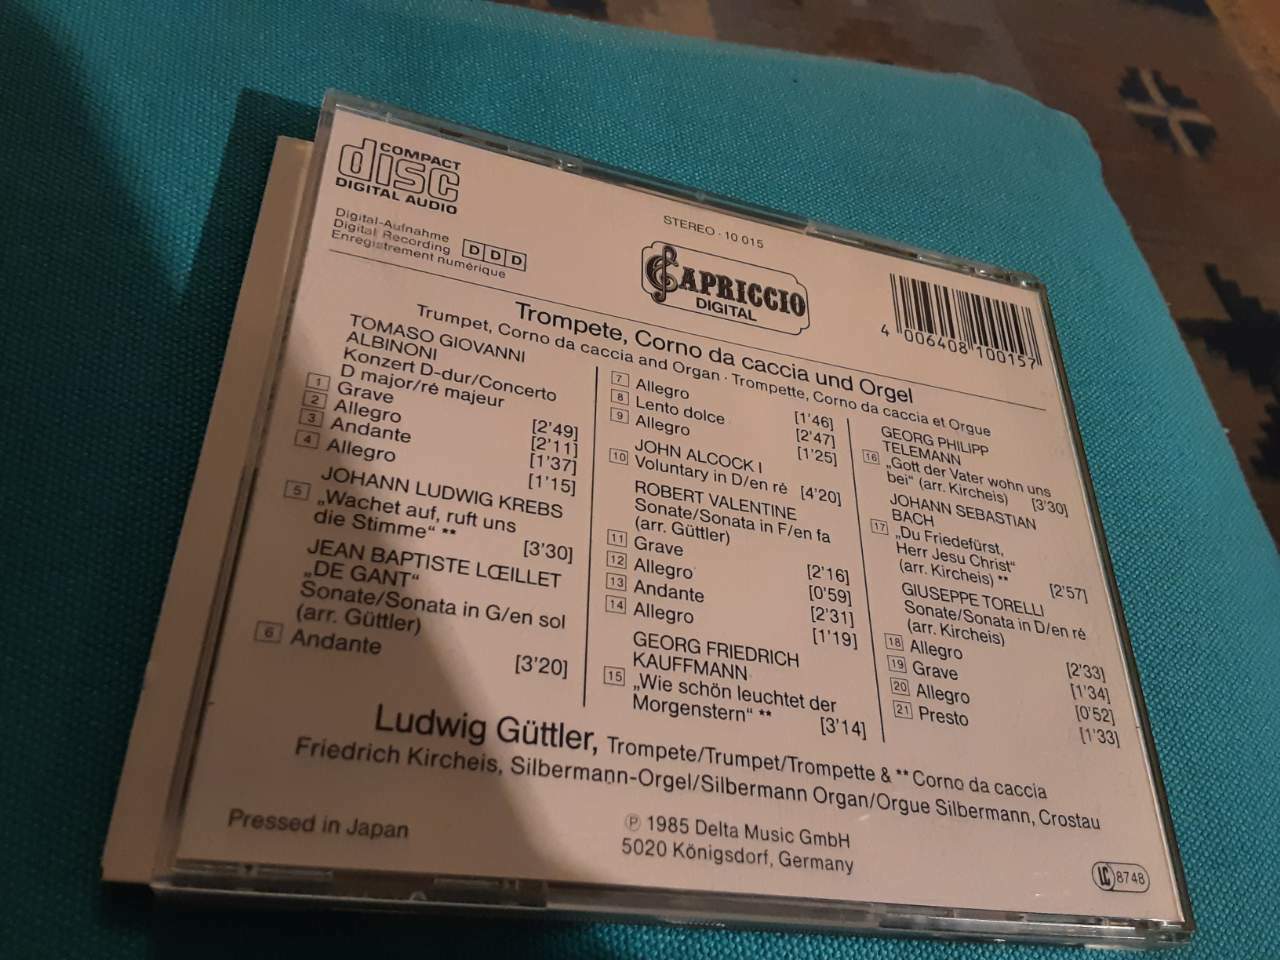 COMPACT
disc
DIGITAL AUDIO
Digital-Aufnahme
Digital Recording
Enregistrement numérique
DDD
STEREO · 10 015
CAPRICCIO
DIGITAL
4 006408 100157
Trompete, Corno da caccia und Orgel
Trumpet, Corno da caccia and Organ · Trompette, Corno da caccia et Orgue
TOMASO GIOVANNI
ALBINONI
Konzert D-dur/Concerto
D major/ré majeur
1 Grave [2'49]
2 Allegro [2'11]
3 Andante [1'37]
4 Allegro [1'15]
JOHANN LUDWIG KREBS
5 „Wachet auf, ruft uns
die Stimme“ ** [3'30]
JEAN BAPTISTE LŒILLET
„DE GANT“
Sonate/Sonata in G/en sol
(arr. Güttler)
6 Andante [3'20]
7 Allegro [1'46]
8 Lento dolce [2'47]
9 Allegro [1'25]
JOHN ALCOCK I
10 Voluntary in D/en ré [4'20]
ROBERT VALENTINE
Sonate/Sonata in F/en fa
(arr. Güttler)
11 Grave [2'16]
12 Allegro [0'59]
13 Andante [2'31]
14 Allegro [1'19]
GEORG FRIEDRICH
KAUFFMANN
15 „Wie schön leuchtet der
Morgenstern“ ** [3'14]
GEORG PHILIPP
TELEMANN
16 „Gott der Vater wohn uns
bei“ (arr. Kircheis) [3'30]
JOHANN SEBASTIAN
BACH
17 „Du Friedefürst,
Herr Jesu Christ“
(arr. Kircheis) ** [2'57]
GIUSEPPE TORELLI
Sonate/Sonata in D/en ré
(arr. Kircheis)
18 Allegro [2'33]
19 Grave [1'34]
20 Allegro [0'52]
21 Presto [1'33]
Ludwig Güttler, Trompete/Trumpet/Trompette & ** Corno da caccia
Friedrich Kircheis, Silbermann-Orgel/Silbermann Organ/Orgue Silbermann, Crostau
Pressed in Japan
℗ 1985 Delta Music GmbH
5020 Königsdorf, Germany
LC 8748